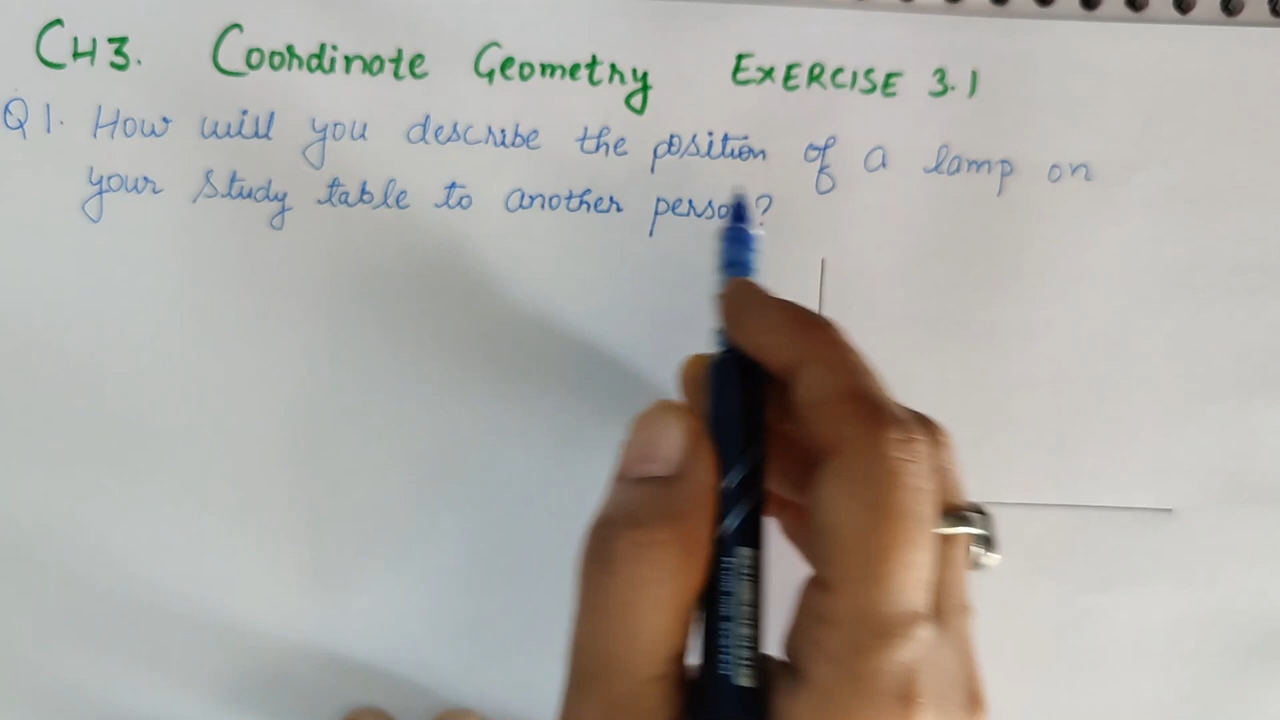 CH3. Coordinate Geometry EXERCISE 3.1
Q1. How will you describe the position of a lamp on
your study table to another person?